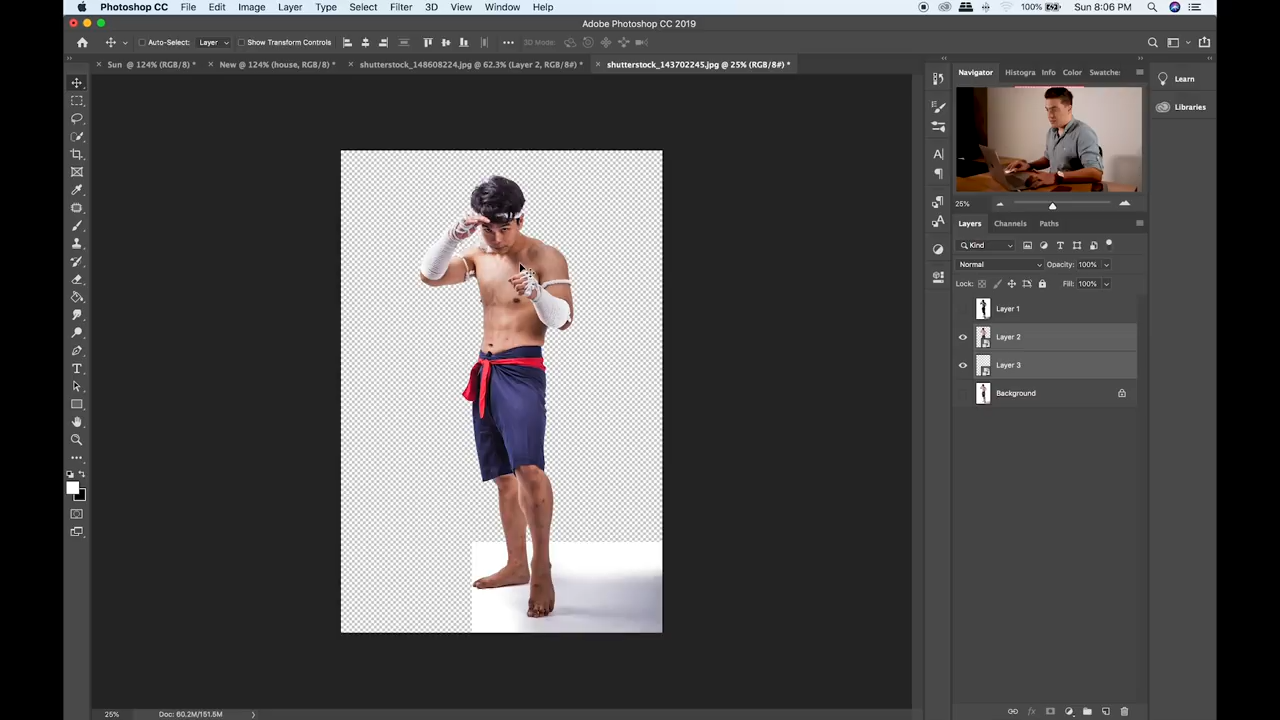 Photoshop CC File Edit Image Layer Type Select Filter 3D View Window Help 100% Sun 8:06 PM
Adobe Photoshop CC 2019
Auto-Select: Layer Show Transform Controls 3D Mode:
Sun @ 124% (RGB/8) * New @ 124% (house, RGB/8) * shutterstock_148608224.jpg @ 62.3% (Layer 2, RGB/8#) * shutterstock_143702245.jpg @ 25% (RGB/8#) *
Navigator Histogra Info Color Swatche:
Learn
Libraries
25%
Layers Channels Paths
Kind
Normal Opacity: 100%
Lock: Fill: 100%
Layer 1
Layer 2
Layer 3
Background
25% Doc: 60.2M/151.5M